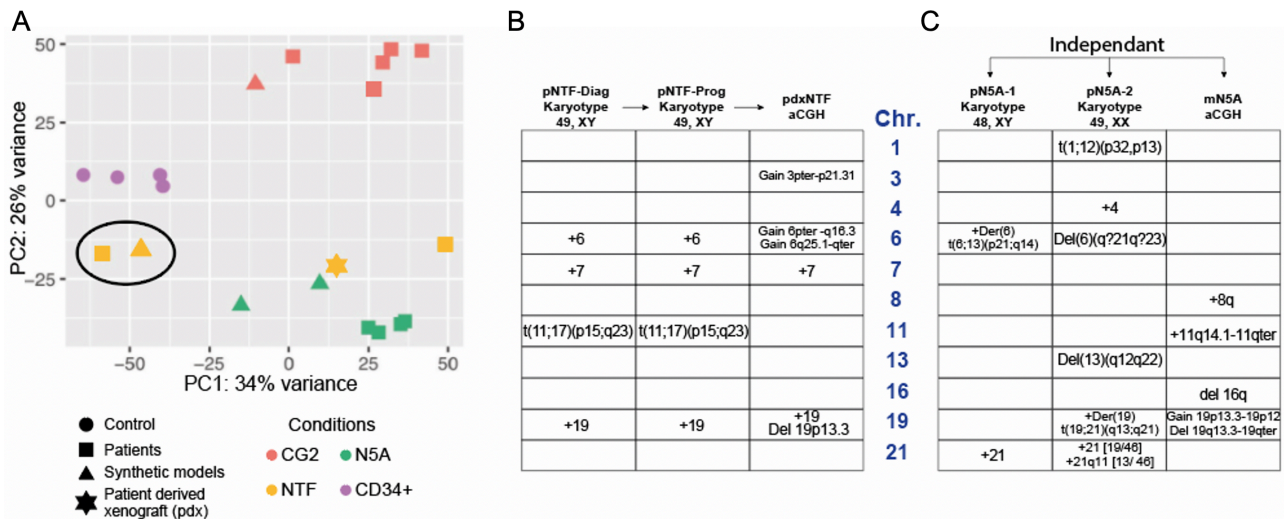 A
50
25
0
−25
−50
−25
0
25
50
PC1: 34% variance
PC2: 26% variance
Control
Patients
Synthetic models
Patient derived
xenograft (pdx)
Conditions
CG2
N5A
NTF
CD34+
B
pNTF-Diag
Karyotype
49, XY
pNTF-Prog
Karyotype
49, XY
pdxNTF
aCGH
Gain 3pter-p21.31
+6
+6
Gain 6pter -q16.3
Gain 6q25.1-qter
+7
+7
+7
t(11;17)(p15;q23)
t(11;17)(p15;q23)
+19
+19
+19
Del 19p13.3
Chr.
1
3
4
6
7
8
11
13
16
19
21
C
Independant
pN5A-1
Karyotype
48, XY
pN5A-2
Karyotype
49, XX
mN5A
aCGH
t(1;12)(p32,p13)
+4
+Der(6)
t(6;13)(p21;q14)
Del(6)(q?21q?23)
+8q
+11q14.1-11qter
Del(13)(q12q22)
del 16q
+Der(19)
t(19;21)(q13;q21)
Gain 19p13.3-19p12
Del 19q13.3-19qter
+21
+21 [19/46]
+21q11 [13/ 46]